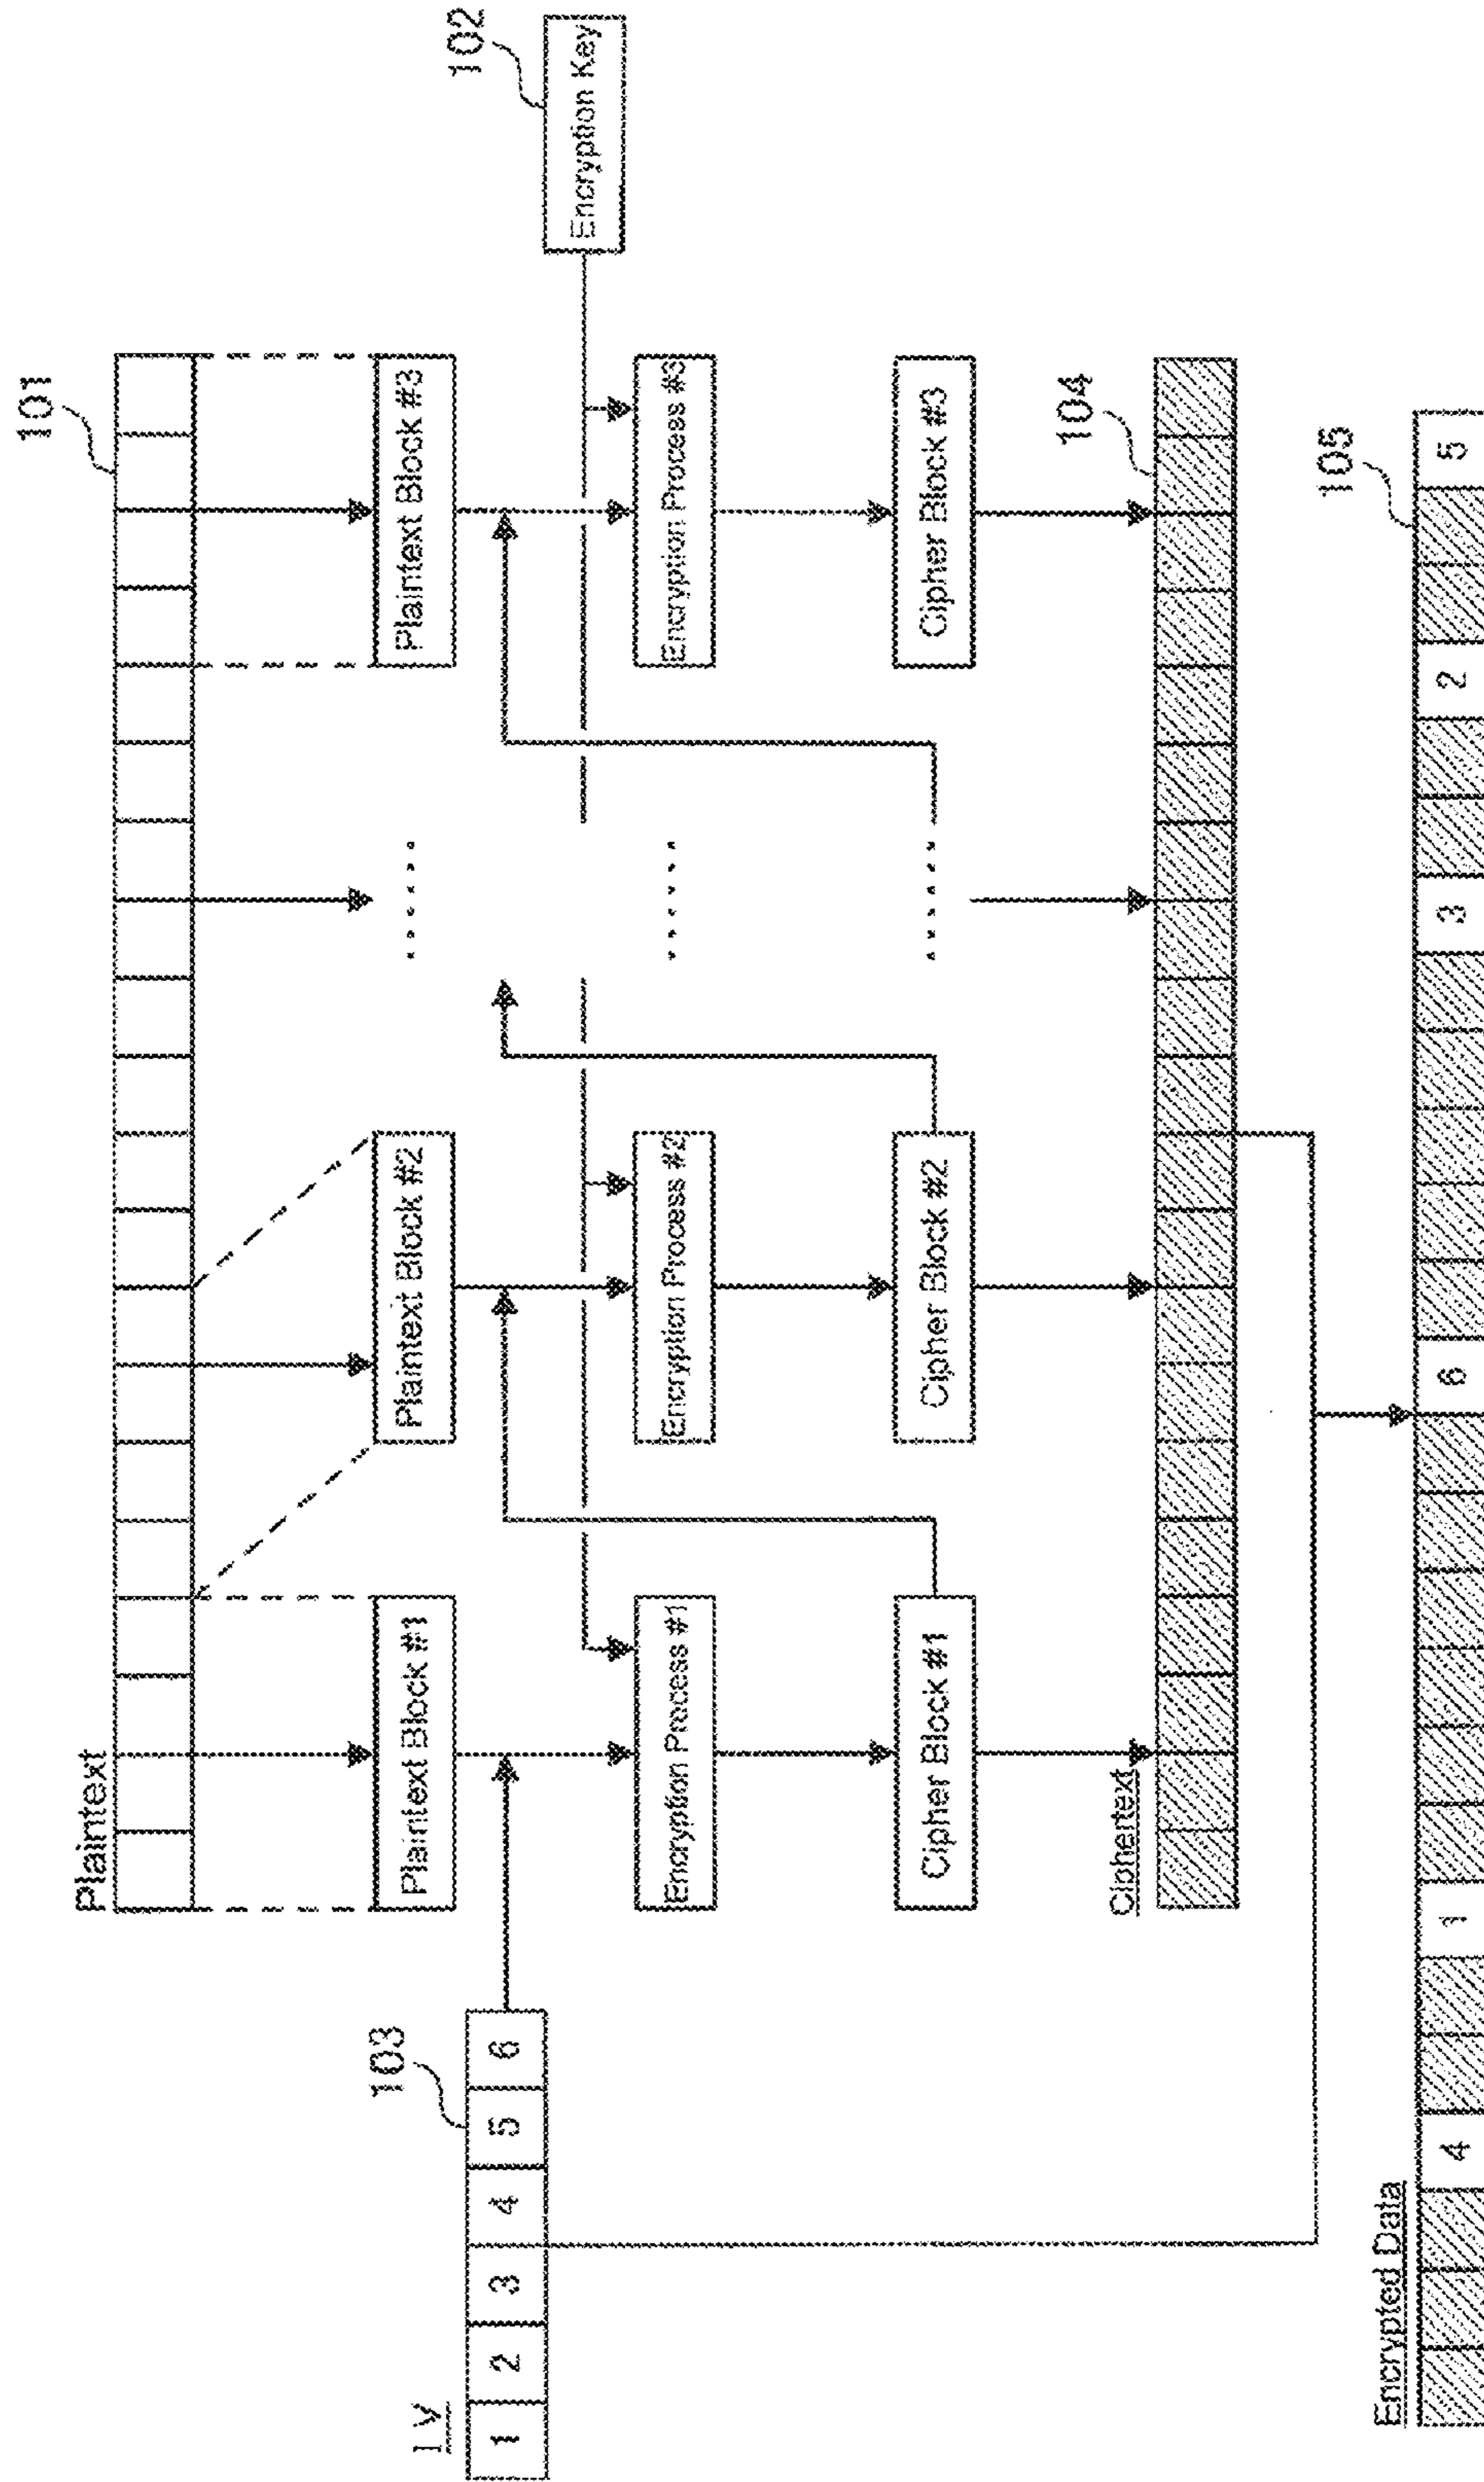 101
Plaintext
102
Encryption Key
Plaintext Block #1
Plaintext Block #2
......
Plaintext Block #3
103
I V
1 2 3 4 5 6
Encryption Process #1
Encryption Process #2
......
Encryption Process #3
Cipher Block #1
Cipher Block #2
......
Cipher Block #3
104
Ciphertext
105
Encrypted Data
4 1 6 3 2 5